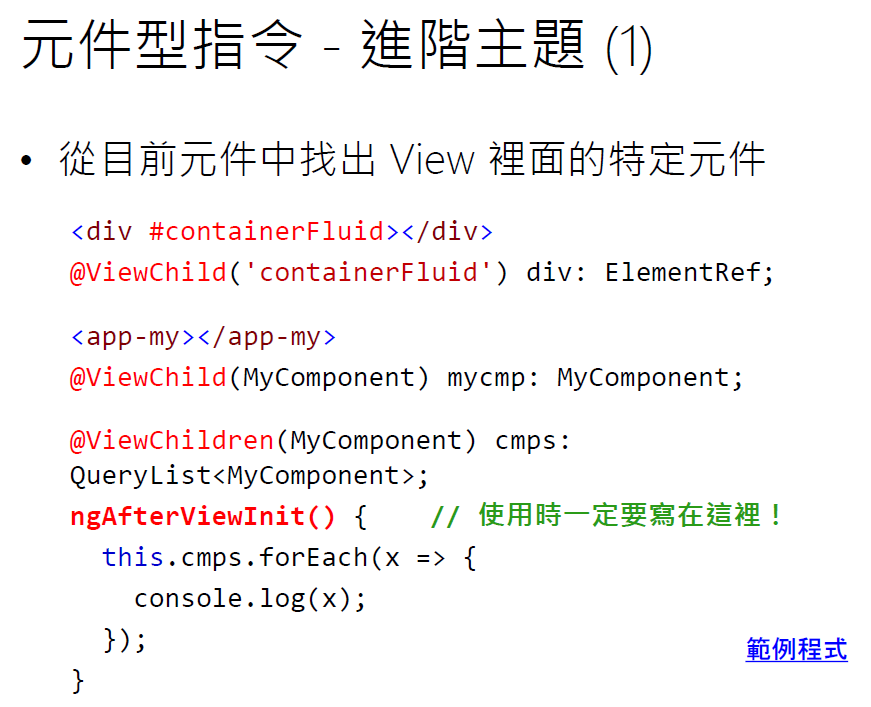 元件型指令 - 進階主題 (1)
• 從目前元件中找出 View 裡面的特定元件
<div #containerFluid></div>
@ViewChild('containerFluid') div: ElementRef;
<app-my></app-my>
@ViewChild(MyComponent) mycmp: MyComponent;
@ViewChildren(MyComponent) cmps:
QueryList<MyComponent>;
ngAfterViewInit() {    // 使用時一定要寫在這裡！
  this.cmps.forEach(x => {
    console.log(x);
  });
}
範例程式